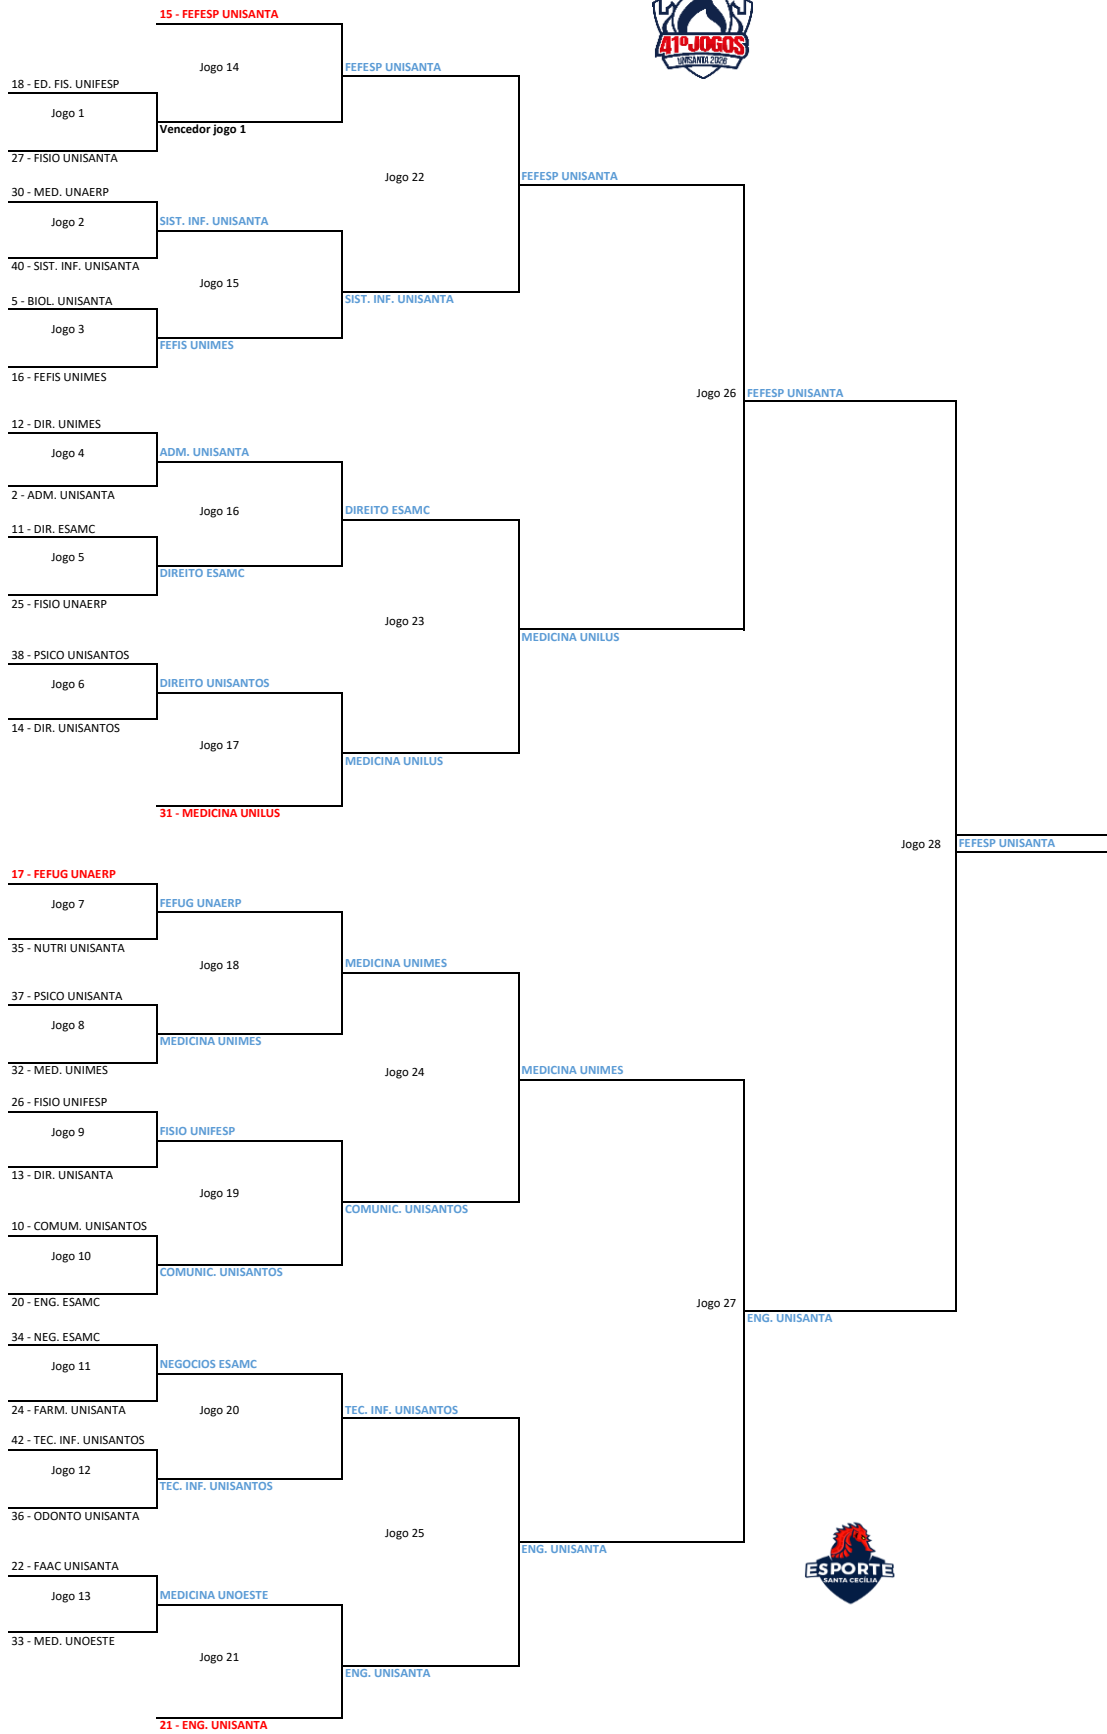 15 - FEFESP UNISANTA
41º JOGOS
UNISANTA 2026
Jogo 14
FEFESP UNISANTA
18 - ED. FIS. UNIFESP
Jogo 1
Vencedor jogo 1
27 - FISIO UNISANTA
Jogo 22
FEFESP UNISANTA
30 - MED. UNAERP
Jogo 2
SIST. INF. UNISANTA
40 - SIST. INF. UNISANTA
Jogo 15
5 - BIOL. UNISANTA
SIST. INF. UNISANTA
Jogo 3
FEFIS UNIMES
16 - FEFIS UNIMES
Jogo 26
FEFESP UNISANTA
12 - DIR. UNIMES
Jogo 4
ADM. UNISANTA
2 - ADM. UNISANTA
Jogo 16
DIREITO ESAMC
11 - DIR. ESAMC
Jogo 5
DIREITO ESAMC
25 - FISIO UNAERP
Jogo 23
MEDICINA UNILUS
38 - PSICO UNISANTOS
Jogo 6
DIREITO UNISANTOS
14 - DIR. UNISANTOS
Jogo 17
MEDICINA UNILUS
31 - MEDICINA UNILUS
Jogo 28
FEFESP UNISANTA
17 - FEFUG UNAERP
Jogo 7
FEFUG UNAERP
35 - NUTRI UNISANTA
Jogo 18
MEDICINA UNIMES
37 - PSICO UNISANTA
Jogo 8
MEDICINA UNIMES
32 - MED. UNIMES
Jogo 24
MEDICINA UNIMES
26 - FISIO UNIFESP
Jogo 9
FISIO UNIFESP
13 - DIR. UNISANTA
Jogo 19
COMUNIC. UNISANTOS
10 - COMUM. UNISANTOS
Jogo 10
COMUNIC. UNISANTOS
20 - ENG. ESAMC
Jogo 27
ENG. UNISANTA
34 - NEG. ESAMC
Jogo 11
NEGOCIOS ESAMC
24 - FARM. UNISANTA
Jogo 20
TEC. INF. UNISANTOS
42 - TEC. INF. UNISANTOS
Jogo 12
TEC. INF. UNISANTOS
36 - ODONTO UNISANTA
Jogo 25
ENG. UNISANTA
22 - FAAC UNISANTA
ESPORTE
SANTA CECÍLIA
Jogo 13
MEDICINA UNOESTE
33 - MED. UNOESTE
Jogo 21
ENG. UNISANTA
21 - ENG. UNISANTA